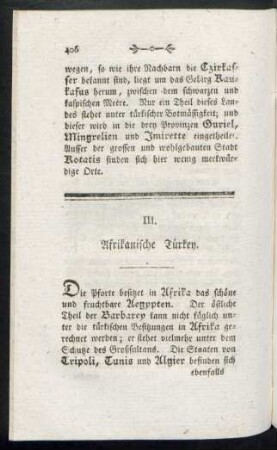 406
wegen, so wie ihre Nachbarn die Tzirkas-
ser bekannt sind, liegt um das Gebirg Kau-
kasus herum, zwischen dem schwarzen und
kaspischen Meere. Nur ein Theil dieses Lan-
des stehet unter türkischer Botmässigkeit; und
dieser wird in die drey Provinzen Guriel,
Mingrelien und Imirette eingetheilet.
Ausser der grossen und wohlgebauten Stadt
Kotatis finden sich hier wenig merkwür-
dige Orte.
III.
Afrikanische Türkey.
Die Pforte besitzet in Afrika das schöne
und fruchtbare Aegypten. Der östliche
Theil der Barbarey kann nicht füglich un-
ter die türkischen Besitzungen in Afrika ge-
rechnet werden; er stehet vielmehr unter dem
Schutze des Großsultans. Die Staaten von
Tripoli, Tunis und Algier befinden sich
ebenfalls